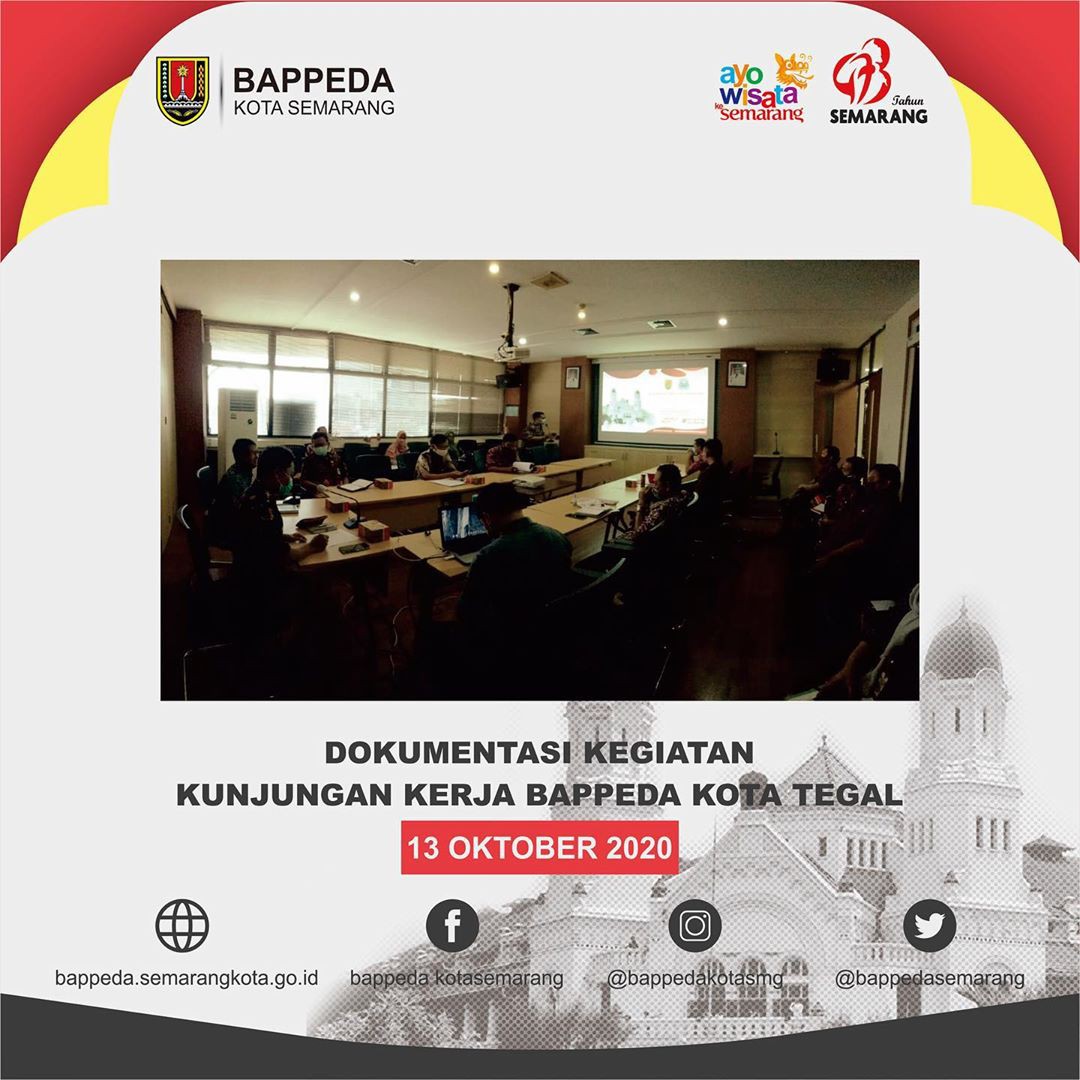 BAPPEDA
KOTA SEMARANG
ayo
wisata
ke
semarang
Tahun
SEMARANG
DOKUMENTASI KEGIATAN
KUNJUNGAN KERJA BAPPEDA KOTA TEGAL
13 OKTOBER 2020
bappeda.semarangkota.go.id
bappeda kotasemarang
@bappedakotasmg
@bappedasemarang